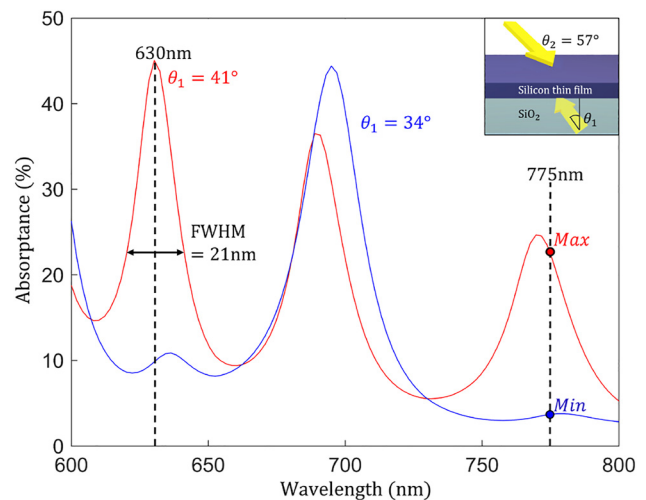 50
40
30
20
10
0
Absorptance (%)
630nm
θ₁ = 41°
θ₁ = 34°
FWHM
= 21nm
775nm
Max
Min
θ₂ = 57°
Silicon thin film
SiO₂
θ₁
600 650 700 750 800
Wavelength (nm)